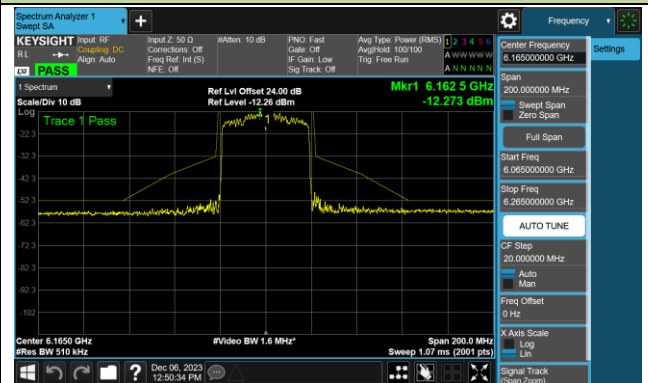 Spectrum Analyzer 1
Swept SA
Frequency
KEYSIGHT
Input: RF
Coupling: DC
Align: Auto
Input Z: 50 Ω
Corrections: Off
Freq Ref: Int (S)
NFE: Off
#Atten: 10 dB
PNO: Fast
Gate: Off
IF Gain: Low
Sig Track: Off
Avg Type: Power (RMS)
Avg|Hold: 100/100
Trig: Free Run
1 2 3 4 5 6
A W W W W W
A N N N N N
RL
LXI
PASS
1 Spectrum
Scale/Div 10 dB
Log
Ref Lvl Offset 24.00 dB
Ref Level -12.26 dBm
Mkr1 6.162 5 GHz
-12.273 dBm
Trace 1 Pass
1
-22.3
-32.3
-42.3
-52.3
-62.3
-72.3
-82.3
-92.3
-102
Center 6.1650 GHz
#Res BW 510 kHz
#Video BW 1.6 MHz*
Span 200.0 MHz
Sweep 1.07 ms (2001 pts)
Dec 06, 2023
12:50:34 PM
Center Frequency
6.165000000 GHz
Settings
Span
200.000000 MHz
Swept Span
Zero Span
Full Span
Start Freq
6.065000000 GHz
Stop Freq
6.265000000 GHz
AUTO TUNE
CF Step
20.000000 MHz
Auto
Man
Freq Offset
0 Hz
X Axis Scale
Log
Lin
Signal Track
(Span Zoom)